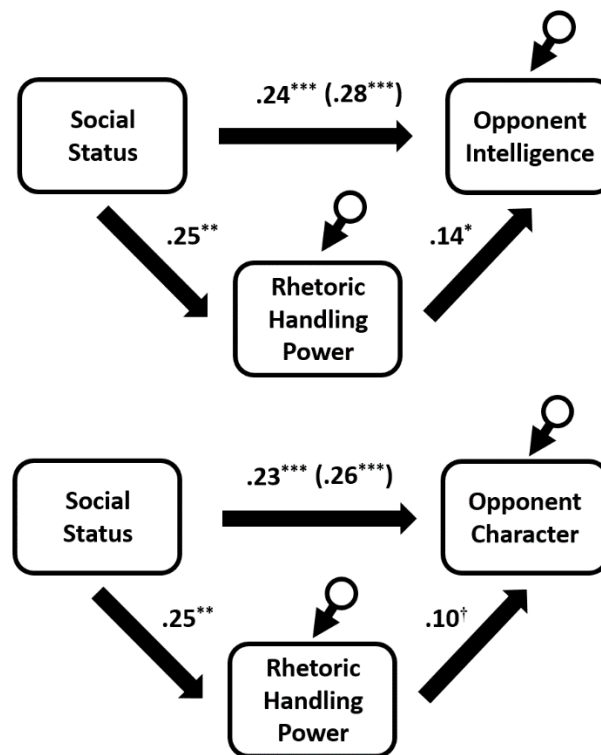 .24*** (.28***)
Social
Status
Opponent
Intelligence
.25**
.14*
Rhetoric
Handling
Power
.23*** (.26***)
Social
Status
Opponent
Character
.25**
.10†
Rhetoric
Handling
Power